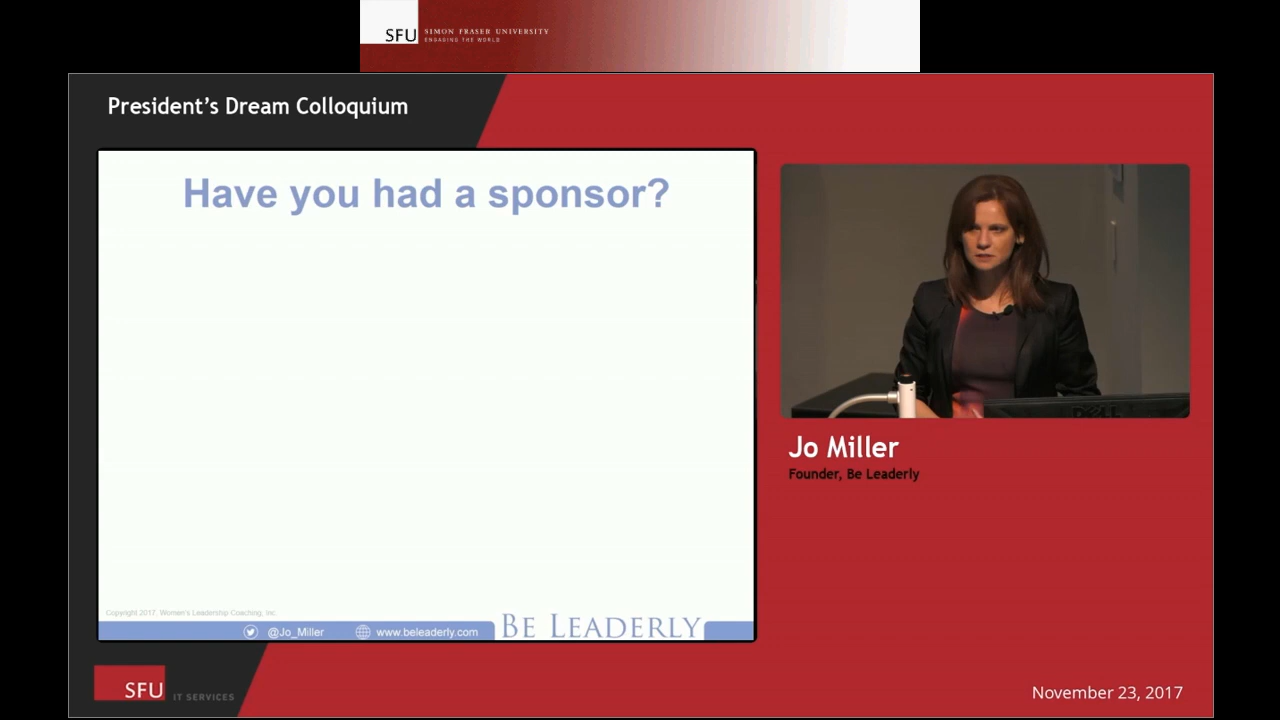 SFU SIMON FRASER UNIVERSITY
ENGAGING THE WORLD
President's Dream Colloquium
Have you had a sponsor?
Copyright 2017. Women's Leadership Coaching, Inc.
@Jo_Miller www.beleaderly.com BE LEADERLY
DELL
Jo Miller
Founder, Be Leaderly
SFU IT SERVICES
November 23, 2017